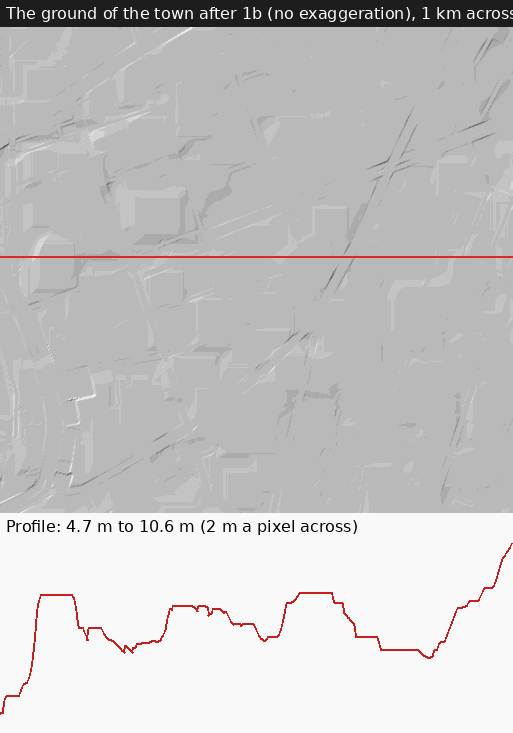 The ground of the town after 1b (no exaggeration), 1 km across
Profile: 4.7 m to 10.6 m (2 m a pixel across)